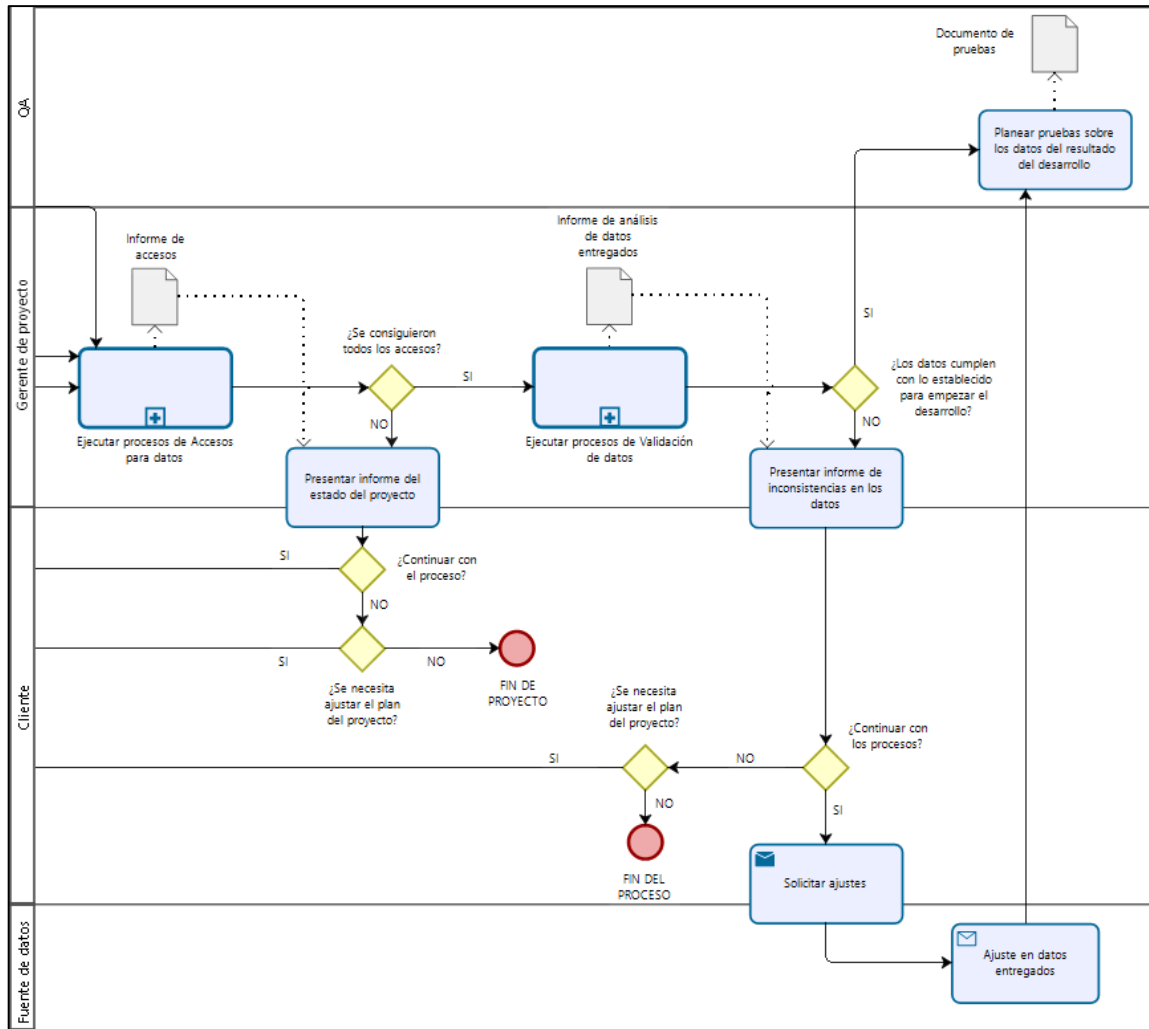 QA
Documento de
pruebas
Planear pruebas sobre
los datos del resultado
del desarrollo
Gerente de proyecto
Informe de
accesos
Informe de análisis
de datos
entregados
¿Se consiguieron
todos los accesos?
SI
SI
NO
¿Los datos cumplen
con lo establecido
para empezar el
desarrollo?
NO
Ejecutar procesos de Accesos
para datos
Ejecutar procesos de Validación
de datos
Presentar informe del
estado del proyecto
Presentar informe de
inconsistencias en los
datos
Cliente
SI
¿Continuar con
el proceso?
NO
SI
NO
¿Se necesita
ajustar el plan
del proyecto?
FIN DE
PROYECTO
¿Se necesita
ajustar el plan
del proyecto?
¿Continuar con
los procesos?
SI
NO
NO
SI
FIN DEL
PROCESO
Solicitar ajustes
Fuente de datos
Ajuste en datos
entregados